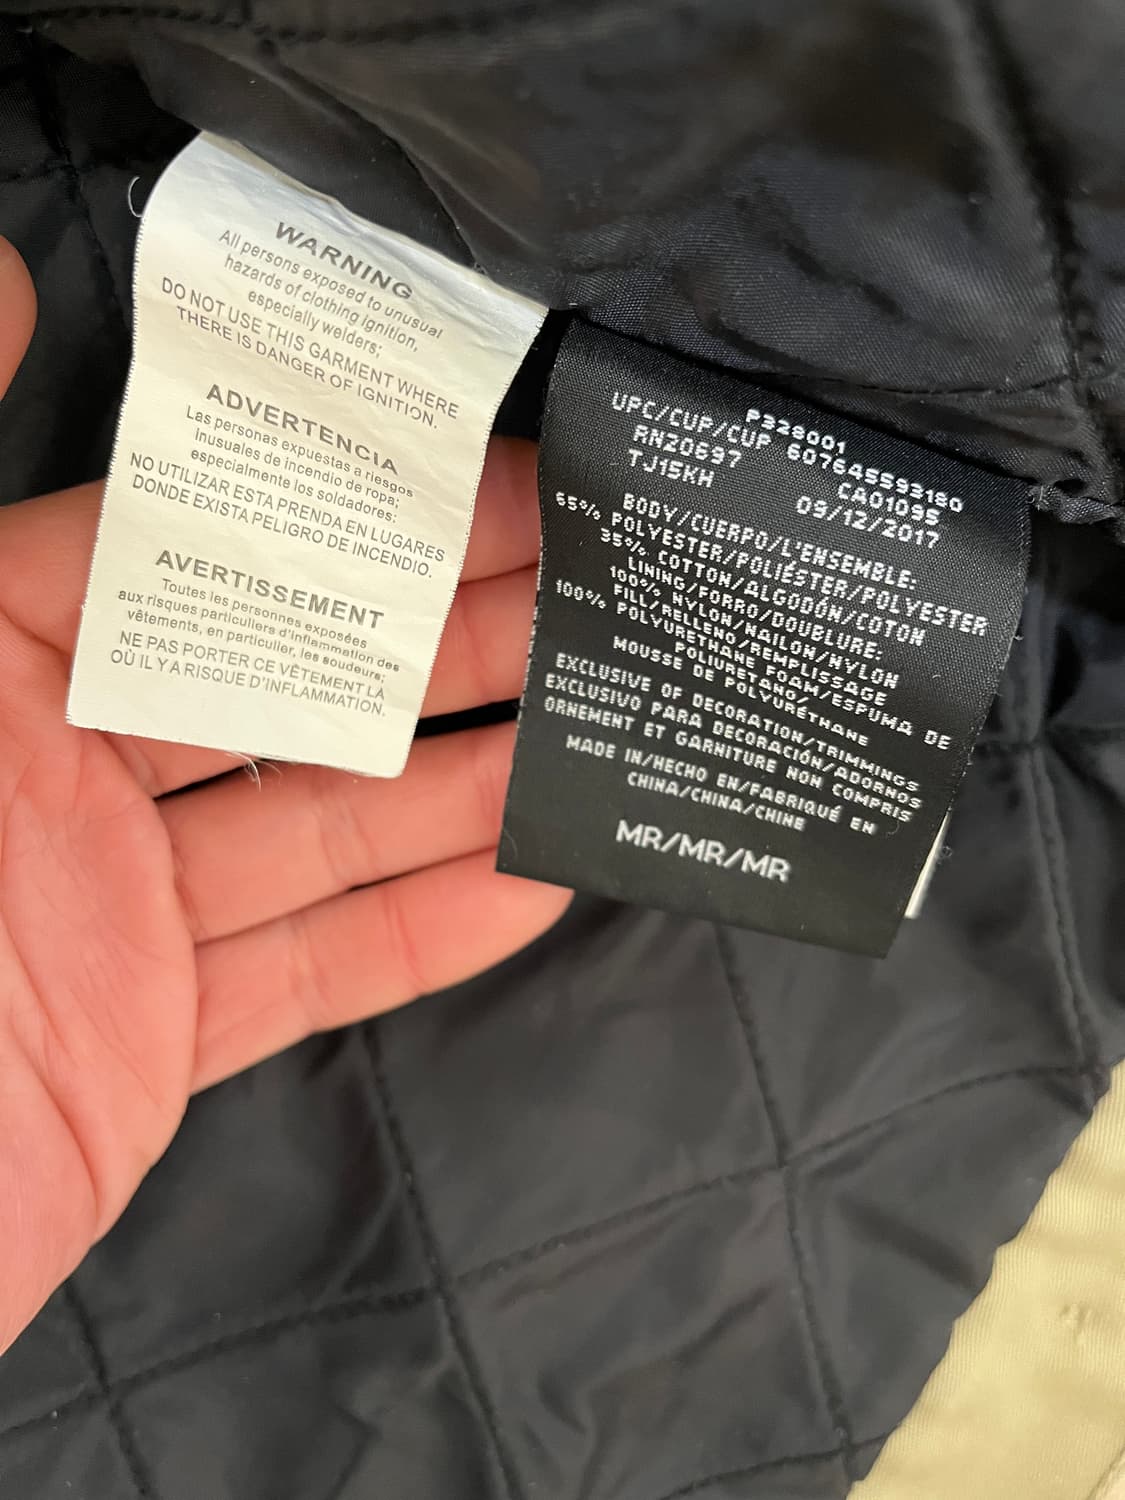 WARNING
All persons exposed to unusual
hazards of clothing ignition,
especially welders;
DO NOT USE THIS GARMENT WHERE
THERE IS DANGER OF IGNITION.
ADVERTENCIA
Las personas expuestas a riesgos
inusuales de incendio de ropa;
especialmente los soldadores:
NO UTILIZAR ESTA PRENDA EN LUGARES
DONDE EXISTA PELIGRO DE INCENDIO.
AVERTISSEMENT
Toutes les personnes exposées
aux risques particuliers d'inflammation des
vêtements, en particulier, les soudeurs;
NE PAS PORTER CE VÊTEMENT LA
OÙ IL Y A RISQUE D'INFLAMMATION.
P328001
UPC/CUP/CUP 607645593180
RN20697 CA01095
TJ15KH 09/12/2017
BODY/CUERPO/L'ENSEMBLE:
65% POLYESTER/POLIÉSTER/POLYESTER
35% COTTON/ALGODÓN/COTON
LINING/FORRO/DOUBLURE:
100% NYLON/NAILON/NYLON
FILL/RELLENO/REMPLISSAGE
100% POLYURETHANE FOAM/ESPUMA DE
POLIURETANO/
MOUSSE DE POLYURÉTHANE
EXCLUSIVE OF DECORATION/TRIMMINGS
EXCLUSIVO PARA DECORACIÓN/ADORNOS
ORNEMENT ET GARNITURE NON COMPRIS
MADE IN/HECHO EN/FABRIQUÉ EN
CHINA/CHINA/CHINE
MR/MR/MR